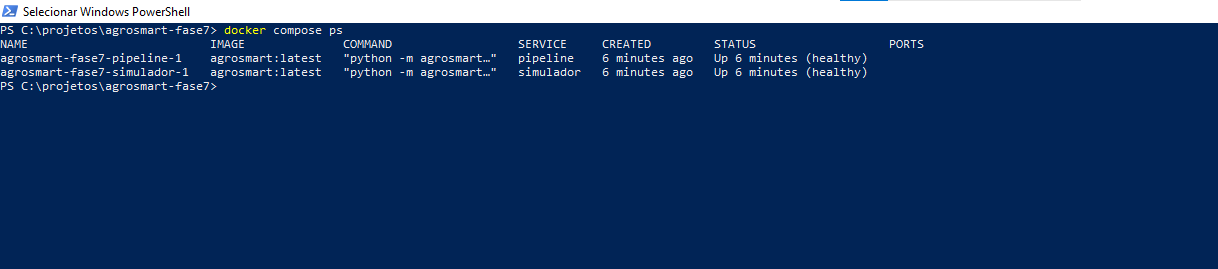 Selecionar Windows PowerShell
PS C:\projetos\agrosmart-fase7> docker compose ps
NAME IMAGE COMMAND SERVICE CREATED STATUS PORTS
agrosmart-fase7-pipeline-1 agrosmart:latest "python -m agrosmart…" pipeline 6 minutes ago Up 6 minutes (healthy)
agrosmart-fase7-simulador-1 agrosmart:latest "python -m agrosmart…" simulador 6 minutes ago Up 6 minutes (healthy)
PS C:\projetos\agrosmart-fase7>